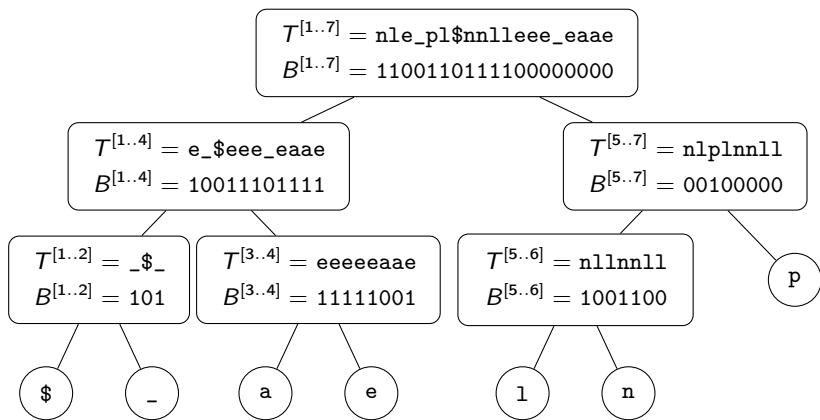 T^[1..7] = nle_pl$nnlleee_eaae
B^[1..7] = 1100110111100000000
T^[1..4] = e_$eee_eaae
B^[1..4] = 10011101111
T^[5..7] = nlplnnll
B^[5..7] = 00100000
T^[1..2] = _$_
B^[1..2] = 101
T^[3..4] = eeeeeaae
B^[3..4] = 11111001
T^[5..6] = nllnnll
B^[5..6] = 1001100
p
$
_
a
e
l
n